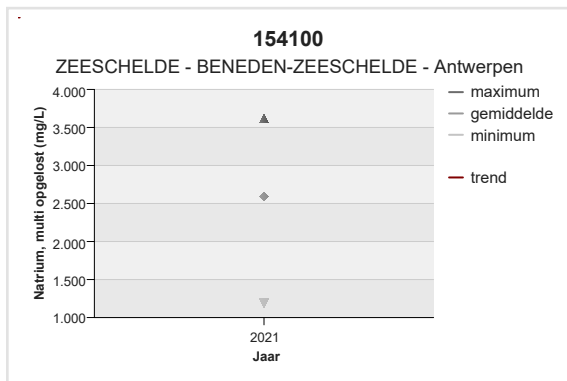 154100
ZEESCHELDE - BENEDEN-ZEESCHELDE - Antwerpen
Natrium, multi opgelost (mg/L)
4.000
3.500
3.000
2.500
2.000
1.500
1.000
2021
Jaar
maximum
gemiddelde
minimum
trend